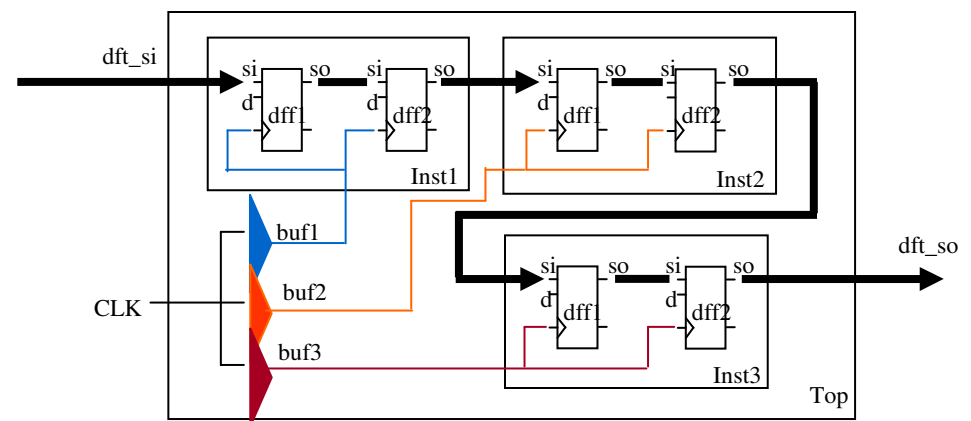 dft_si
si
so
si
so
si
so
si
so
d
dff1
d
dff2
d
dff1
dff2
Inst1
Inst2
buf1
dft_so
si
so
si
so
buf2
d
dff1
d
dff2
CLK
buf3
Inst3
Top